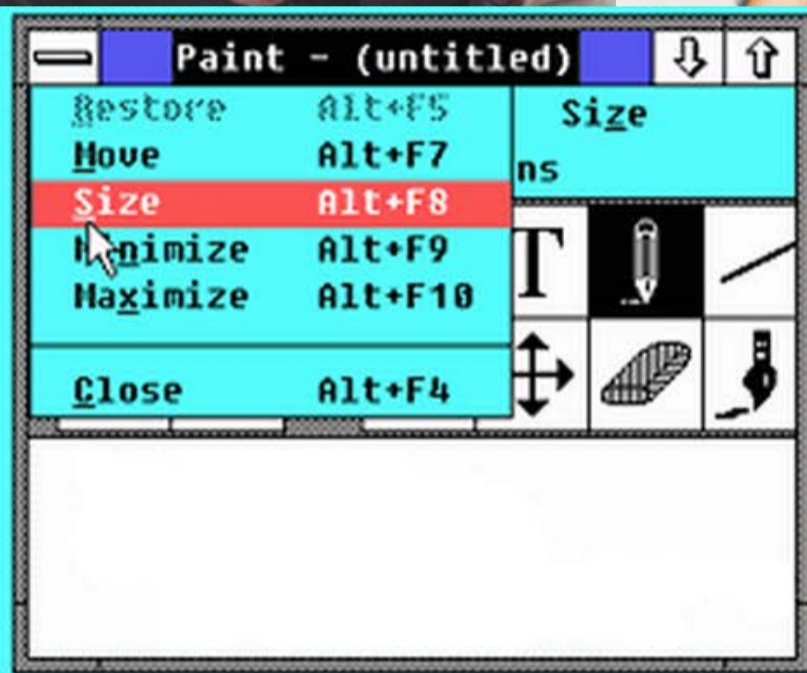 Paint - (untitled)
Restore Alt+F5
Move Alt+F7
Size Alt+F8
Minimize Alt+F9
Maximize Alt+F10
Close Alt+F4
Size
ns
T